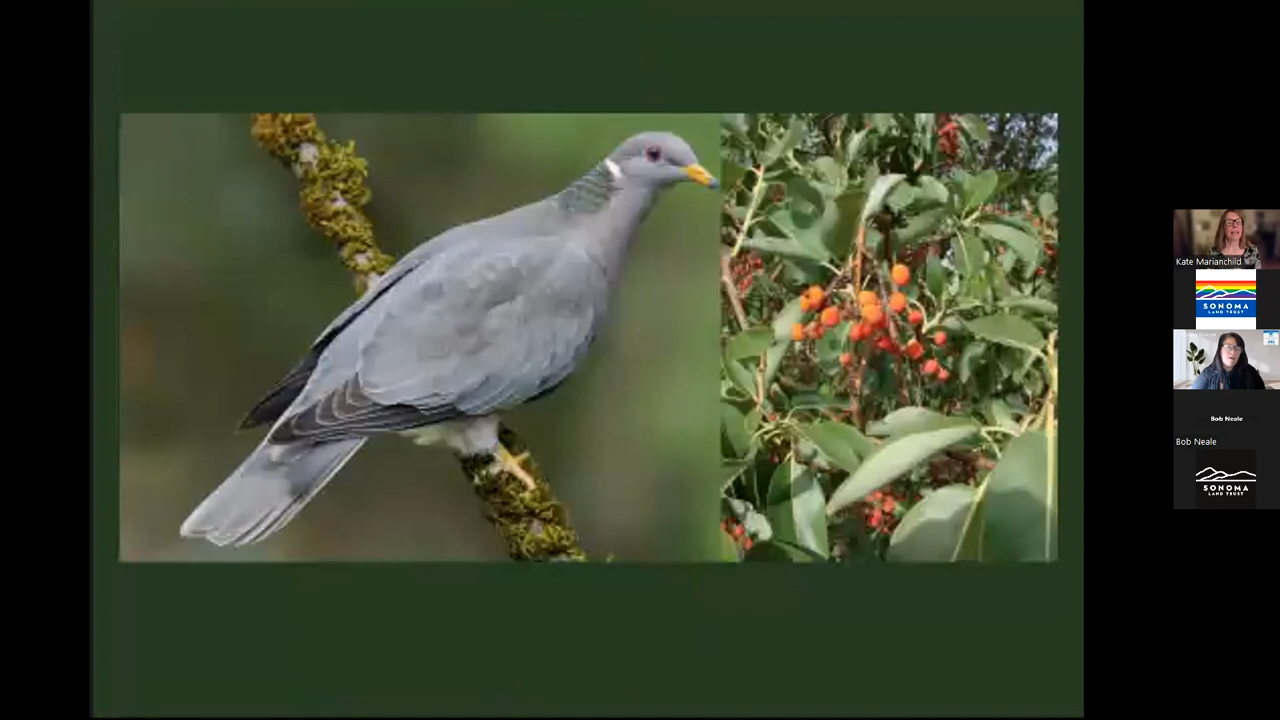 Kate Marianchild
SONOMA
LAND TRUST
Bob Neale
Bob Neale
SONOMA
LAND TRUST